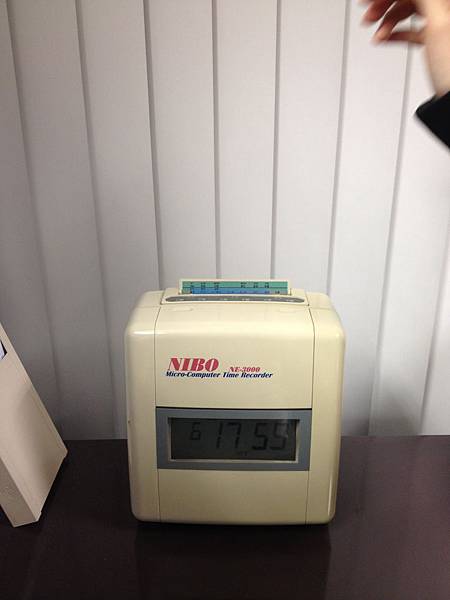 NIBO NE-3000
Micro-Computer Time Recorder
6 17:55